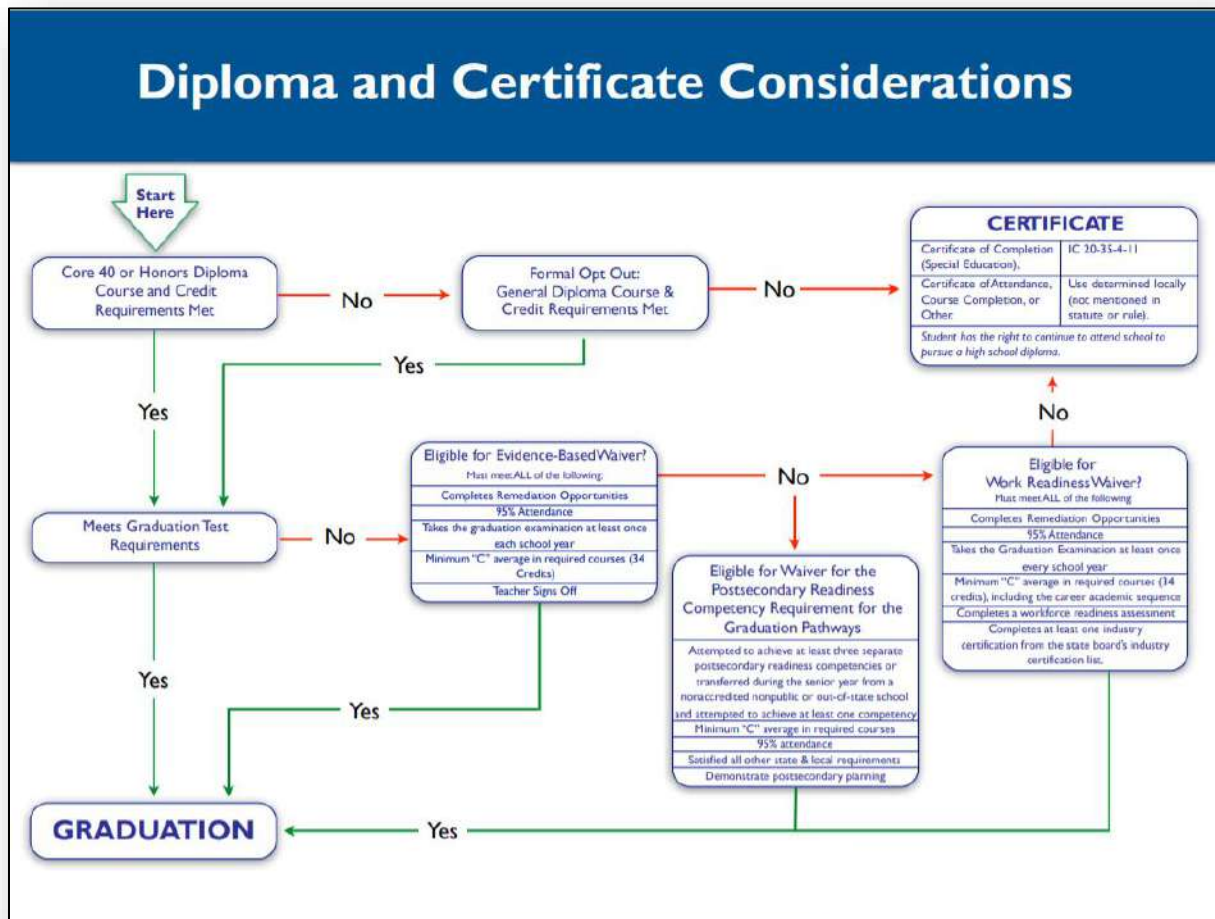 Diploma and Certificate Considerations
Start
Here
Core 40 or Honors Diploma
Course and Credit
Requirements Met
No
Formal Opt Out:
General Diploma Course &
Credit Requirements Met
No
CERTIFICATE
Certificate of Completion
(Special Education),
IC 20-35-4-11
Certificate of Attendance,
Course Completion, or
Other.
Use determined locally
(not mentioned in
statute or rule).
Student has the right to continue to attend school to
pursue a high school diploma.
Yes
Yes
No
Meets Graduation Test
Requirements
No
Eligible for Evidence-Based Waiver?
Must meet ALL of the following:
Completes Remediation Opportunities
95% Attendance
Takes the graduation examination at least once
each school year
Minimum "C" average in required courses (34
Credits)
Teacher Signs Off
No
Eligible for Waiver for the
Postsecondary Readiness
Competency Requirement for the
Graduation Pathways
Attempted to achieve at least three separate
postsecondary readiness competencies or
transferred during the senior year from a
nonaccredited nonpublic or out-of-state school
and attempted to achieve at least one competency
Minimum "C" average in required courses
95% attendance
Satisfied all other state & local requirements
Demonstrate postsecondary planning
Eligible for
Work Readiness Waiver?
Must meet ALL of the following
Completes Remediation Opportunities
95% Attendance
Takes the Graduation Examination at least once
every school year
Minimum "C" average in required courses (34
credits), including the career academic sequence
Completes a workforce readiness assessment
Completes at least one industry
certification from the state board's industry
certification list.
Yes
Yes
GRADUATION
Yes